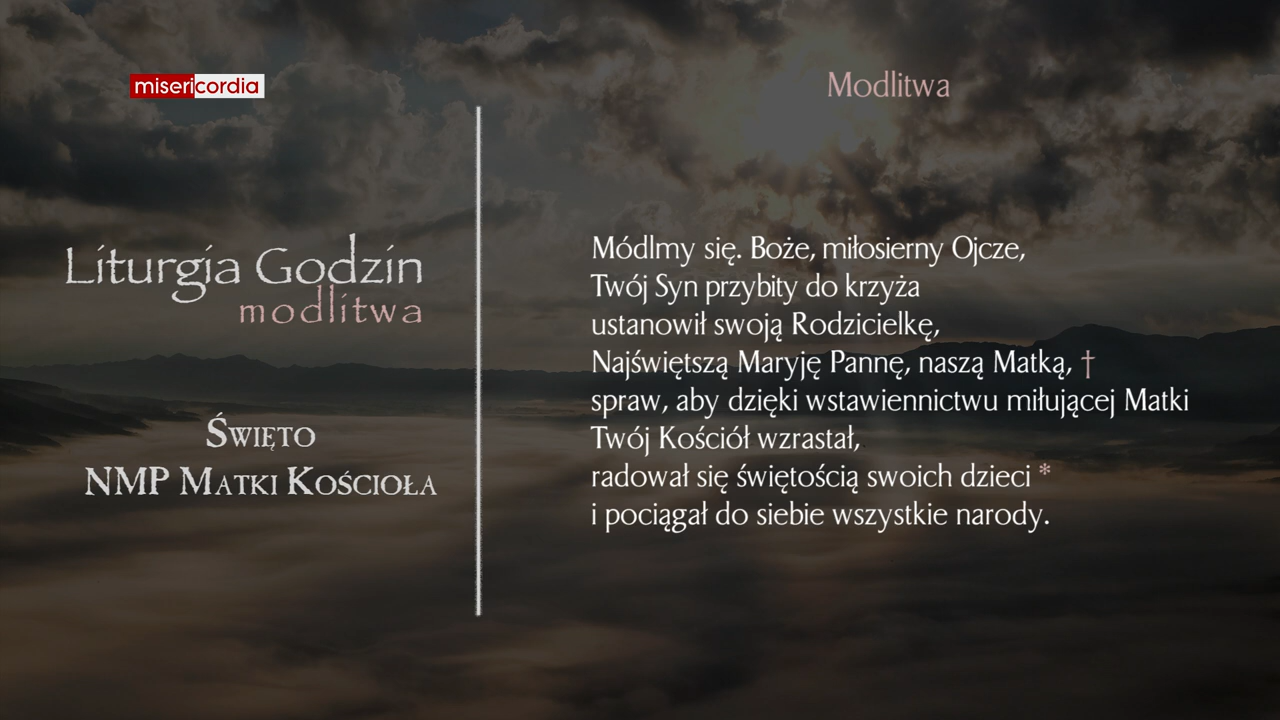 misericordia
Liturgia Godzin
modlitwa
Święto
NMP Matki Kościoła
Modlitwa
Módlmy się. Boże, miłosierny Ojcze,
Twój Syn przybity do krzyża
ustanowił swoją Rodzicielkę,
Najświętszą Maryję Pannę, naszą Matką, †
spraw, aby dzięki wstawiennictwu miłującej Matki
Twój Kościół wzrastał,
radował się świętością swoich dzieci *
i pociągał do siebie wszystkie narody.